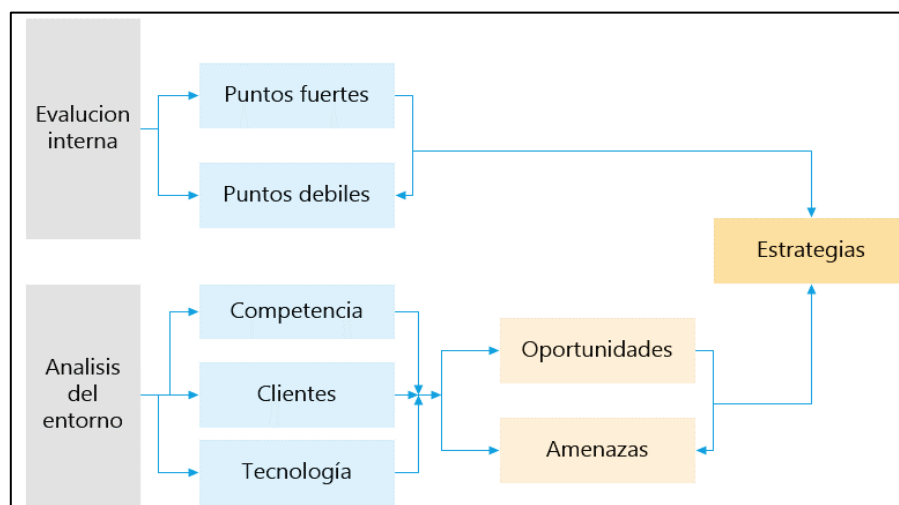 Evalucion
interna
Puntos fuertes
Puntos debiles
Estrategias
Analisis
del
entorno
Competencia
Clientes
Tecnología
Oportunidades
Amenazas